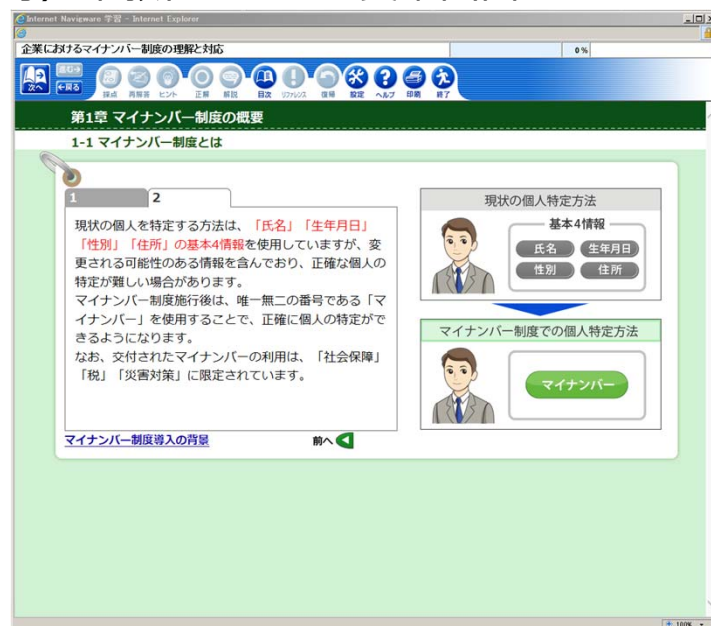 Internet Navigware 学習 - Internet Explorer
企業におけるマイナンバー制度の理解と対応
0%
次へ
進む→
←戻る
採点
再解答
ヒント
正解
解説
目次
リファレンス
復帰
設定
ヘルプ
印刷
終了
第1章 マイナンバー制度の概要
1-1 マイナンバー制度とは
1
2
現状の個人を特定する方法は、「氏名」「生年月日」
「性別」「住所」の基本4情報を使用していますが、変
更される可能性のある情報を含んでおり、正確な個人の
特定が難しい場合があります。
マイナンバー制度施行後は、唯一無二の番号である「マ
イナンバー」を使用することで、正確に個人の特定がで
きるようになります。
なお、交付されたマイナンバーの利用は、「社会保障」
「税」「災害対策」に限定されています。
マイナンバー制度導入の背景
前へ
現状の個人特定方法
基本4情報
氏名
生年月日
性別
住所
マイナンバー制度での個人特定方法
マイナンバー
100%